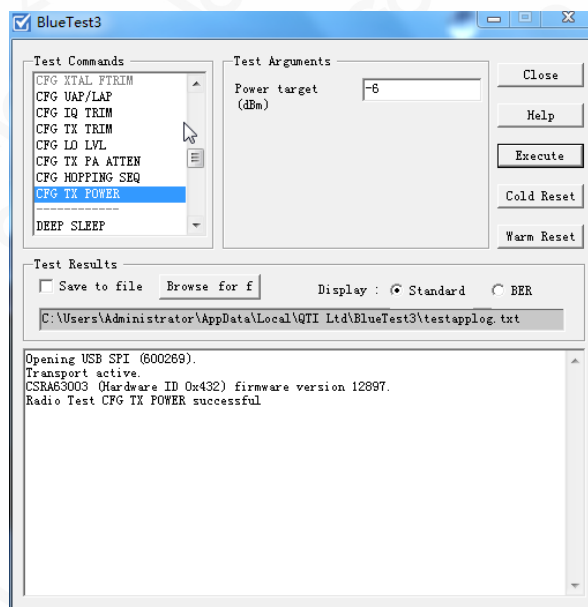 BlueTest3
Test Commands
CFG XTAL FTRIM
CFG UAP/LAP
CFG IQ TRIM
CFG TX TRIM
CFG LO LVL
CFG TX PA ATTEN
CFG HOPPING SEQ
CFG TX POWER
-------------
DEEP SLEEP
Test Arguments
Power target
(dBm)
-6
Close
Help
Execute
Cold Reset
Warm Reset
Test Results
Save to file
Browse for f
Display : Standard BER
C:\Users\Administrator\AppData\Local\QTI Ltd\BlueTest3\testapplog.txt
Opening USB SPI (600269).
Transport active.
CSRA63003 (Hardware ID 0x432) firmware version 12897.
Radio Test CFG TX POWER successful